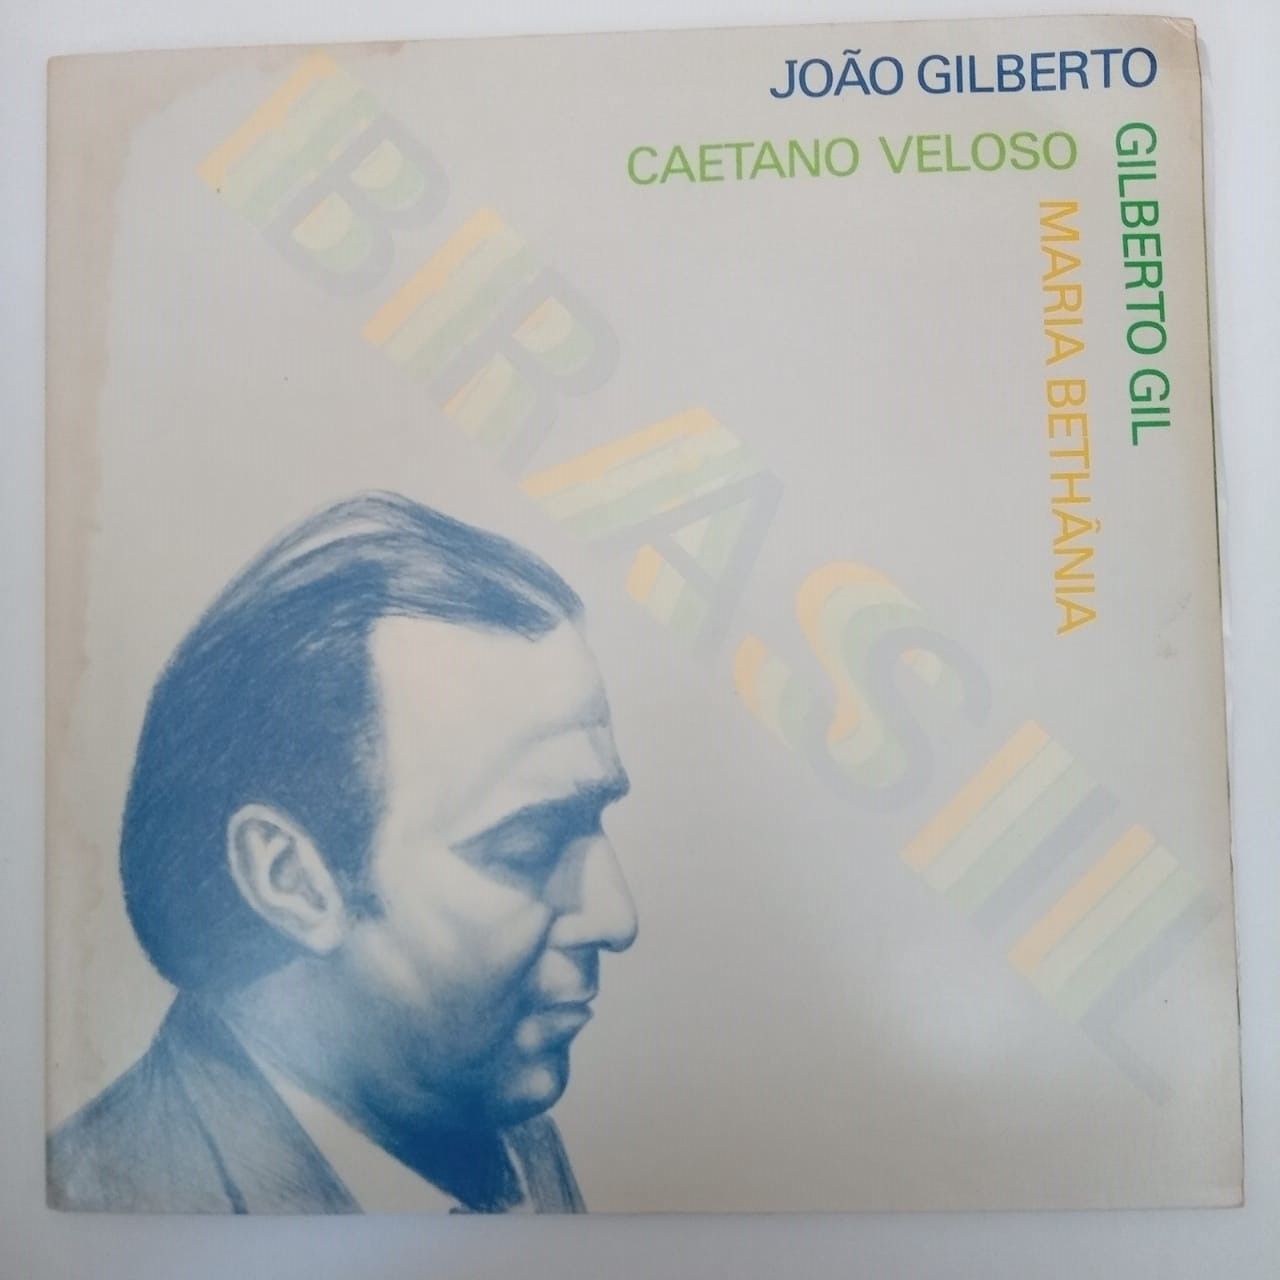 JOÃO GILBERTO
CAETANO VELOSO
GILBERTO GIL
MARIA BETHÂNIA
BRASIL